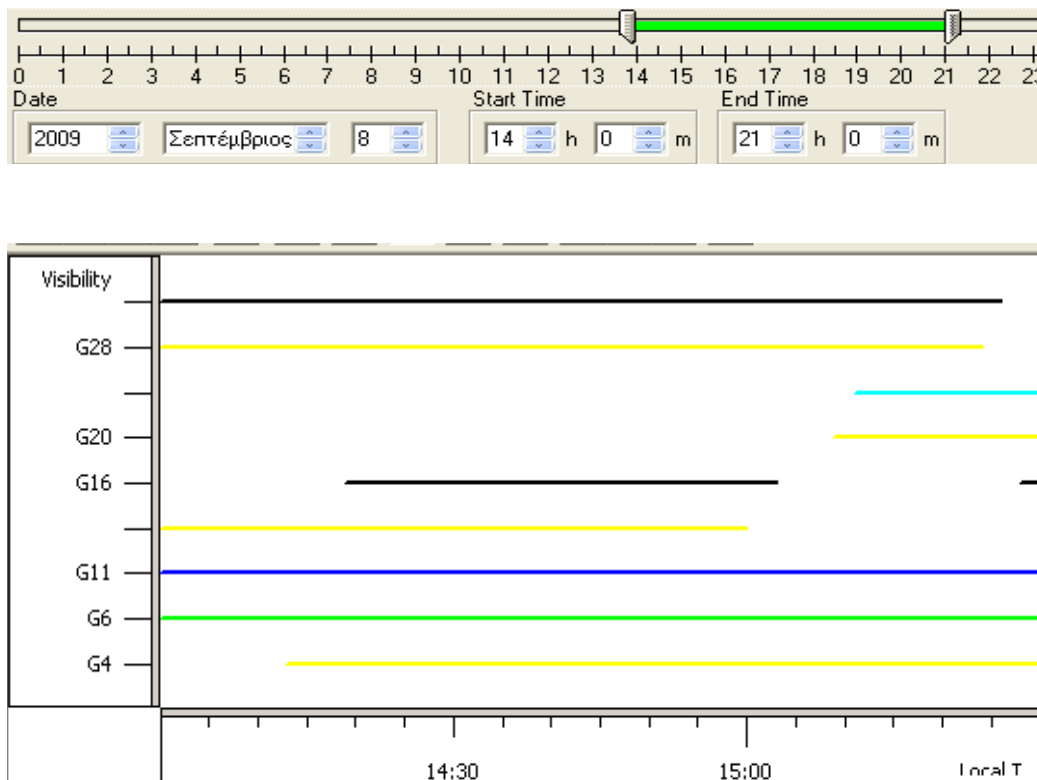 0 1 2 3 4 5 6 7 8 9 10 11 12 13 14 15 16 17 18 19 20 21 22 23
Date Start Time End Time
2009 Σεπτέμβριος 8 14 h 0 m 21 h 0 m
Visibility
G28
G20
G16
G11
G6
G4
14:30 15:00 Local T